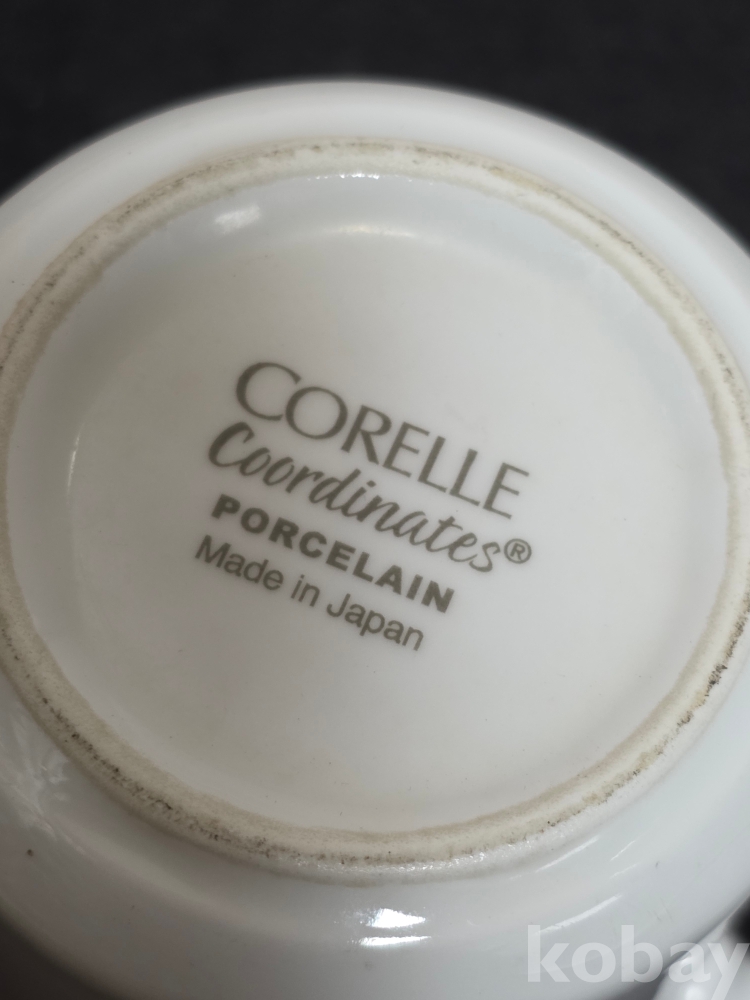 CORELLE
Coordinates®
PORCELAIN
Made in Japan
kobay